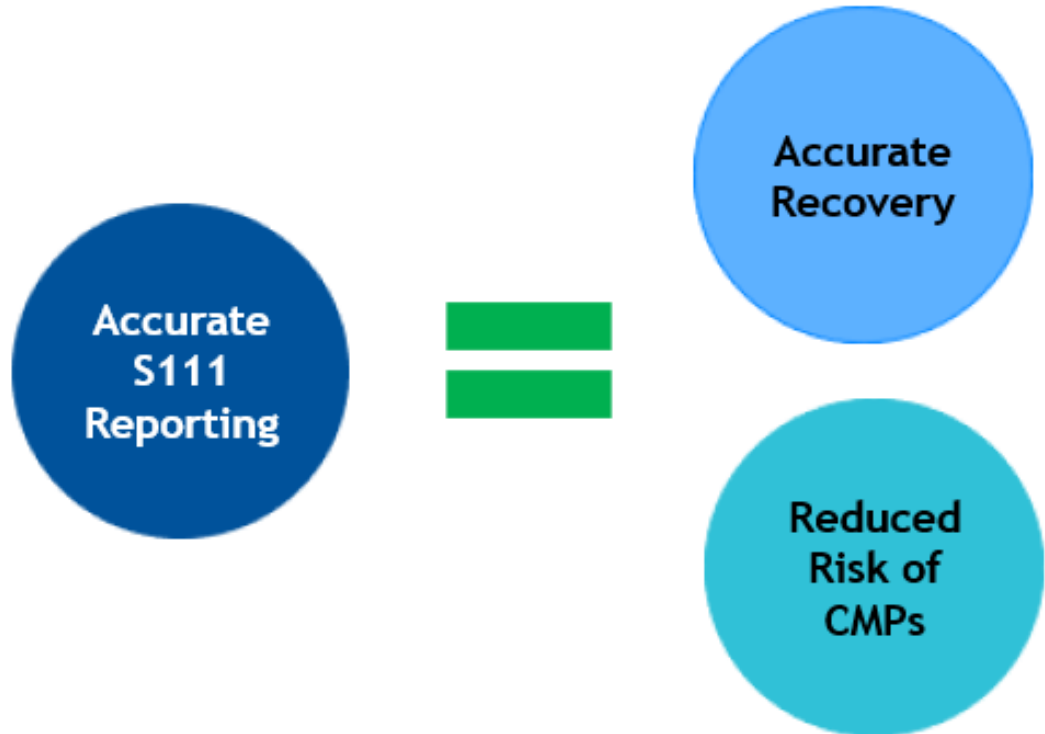 Accurate
S111
Reporting
Accurate
Recovery
Reduced
Risk of
CMPs